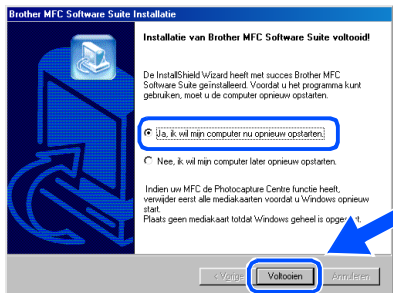 Brother MFC Software Suite Installatie
Installatie van Brother MFC Software Suite voltooid!
De InstallShield Wizard heeft met succes Brother MFC
Software Suite geïnstalleerd. Voordat u het programma kunt
gebruiken, moet u de computer opnieuw opstarten.
Ja, ik wil mijn computer nu opnieuw opstarten.
Nee, ik wil mijn computer later opnieuw opstarten.
Indien uw MFC de Photocapture Centre functie heeft,
verwijder eerst alle mediakaarten voordat u Windows opnieuw
start.
Plaats geen mediakaart totdat Windows geheel is
< Vorige Voltooien Annuleren